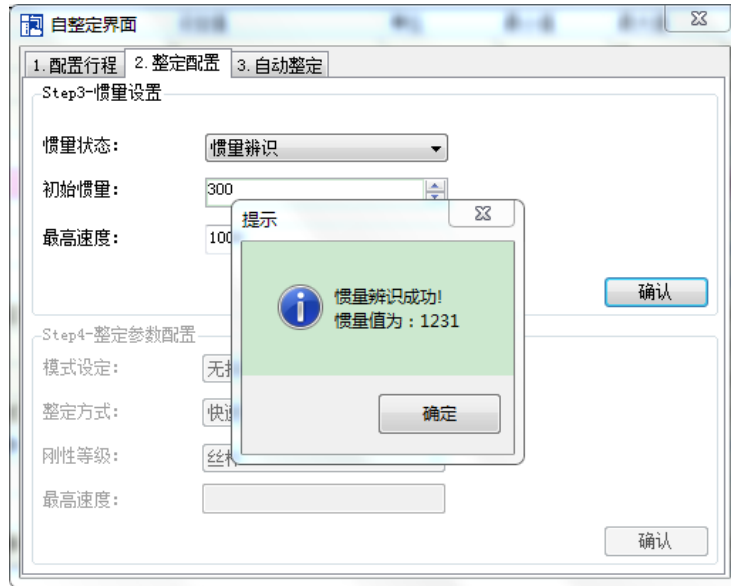 自整定界面
1.配置行程 2.整定配置 3.自动整定
Step3-惯量设置
惯量状态：
惯量辨识
初始惯量：
300
最高速度：
100
提示
惯量辨识成功!
惯量值为：1231
确定
确认
Step4-整定参数配置
模式设定：
整定方式：
快速
刚性等级：
最高速度：
确认